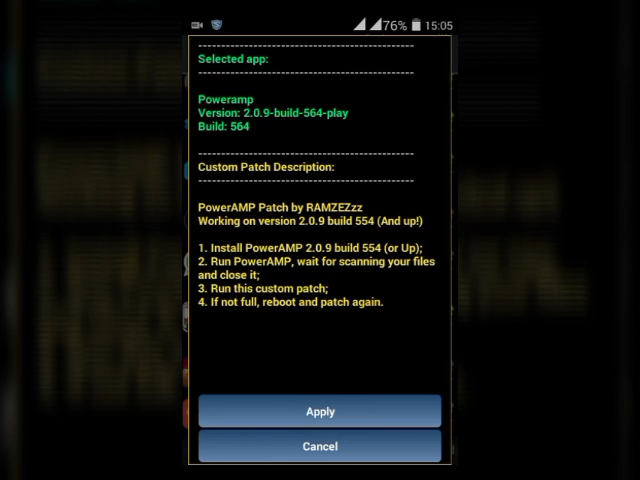 76% 15:05
----------------------------------------------------
Selected app:
----------------------------------------------------
Poweramp
Version: 2.0.9-build-564-play
Build: 564
----------------------------------------------------
Custom Patch Description:
----------------------------------------------------
PowerAMP Patch by RAMZEZzz
Working on version 2.0.9 build 554 (And up!)
1. Install PowerAMP 2.0.9 build 554 (or Up);
2. Run PowerAMP, wait for scanning your files
and close it;
3. Run this custom patch;
4. If not full, reboot and patch again.
Apply
Cancel